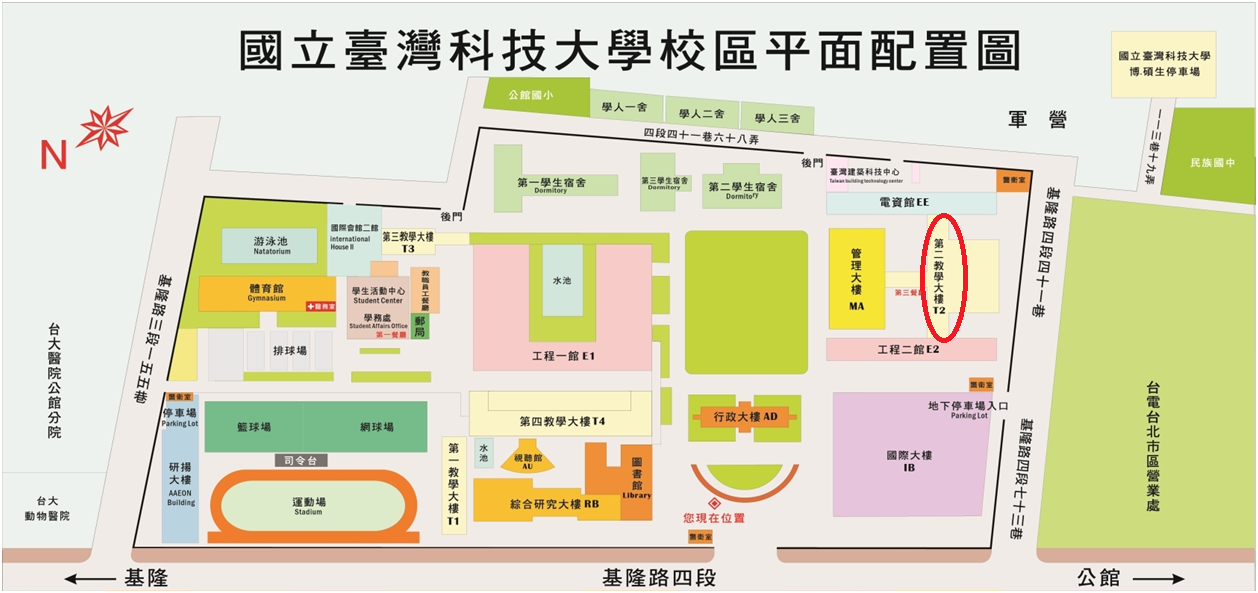 國立臺灣科技大學校區平面配置圖
國立臺灣科技大學
博.碩生停車場
公館國小
學人一舍
學人二舍
學人三舍
軍 營
一一三巷十九弄
民族國中
N
四段四十一巷六十八弄
後門
臺灣建築科技中心
Taiwan building technology center
警衛室
第一學生宿舍
Dormitory
第三學生宿舍
Dormitory
第二學生宿舍
Dormitory
電資館 EE
基隆路四段四十一巷
後門
國際會館二館
international
House II
第三教學大樓
T3
游泳池
Natatorium
體育館
Gymnasium
醫務室
學生活動中心
Student Center
學務處
Student Affairs Office
第一餐廳
教職員工餐廳
郵局
水池
工程一館 E1
管理大樓
MA
第三餐廳
第二教學大樓
T2
工程二館 E2
基隆路三段一五五巷
台大醫院公館分院
排球場
警衛室
停車場
Parking Lot
研揚大樓
AAEON
Building
籃球場
網球場
司令台
運動場
Stadium
第一教學大樓
T1
第四教學大樓 T4
水池
視聽館
AU
圖書館
Library
綜合研究大樓 RB
行政大樓 AD
您現在位置
警衛室
警衛室
地下停車場入口
Parking Lot
國際大樓
IB
基隆路四段七十三巷
台電台北市區營業處
台大
動物醫院
基隆
基隆路四段
公館